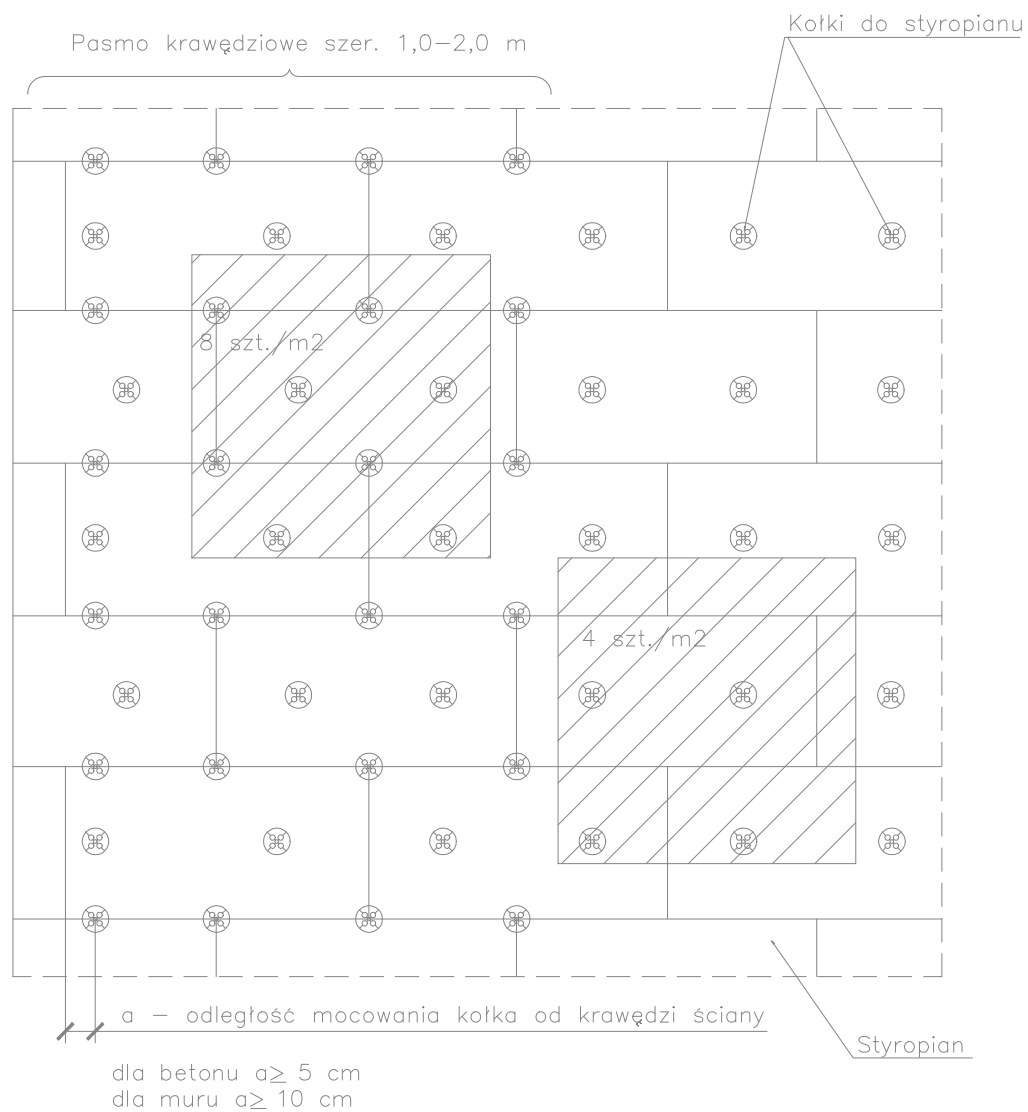 Kołki do styropianu
Pasmo krawędziowe szer. 1,0–2,0 m
8 szt./m2
4 szt./m2
a – odległość mocowania kołka od krawędzi ściany
Styropian
dla betonu a≥ 5 cm
dla muru a≥ 10 cm